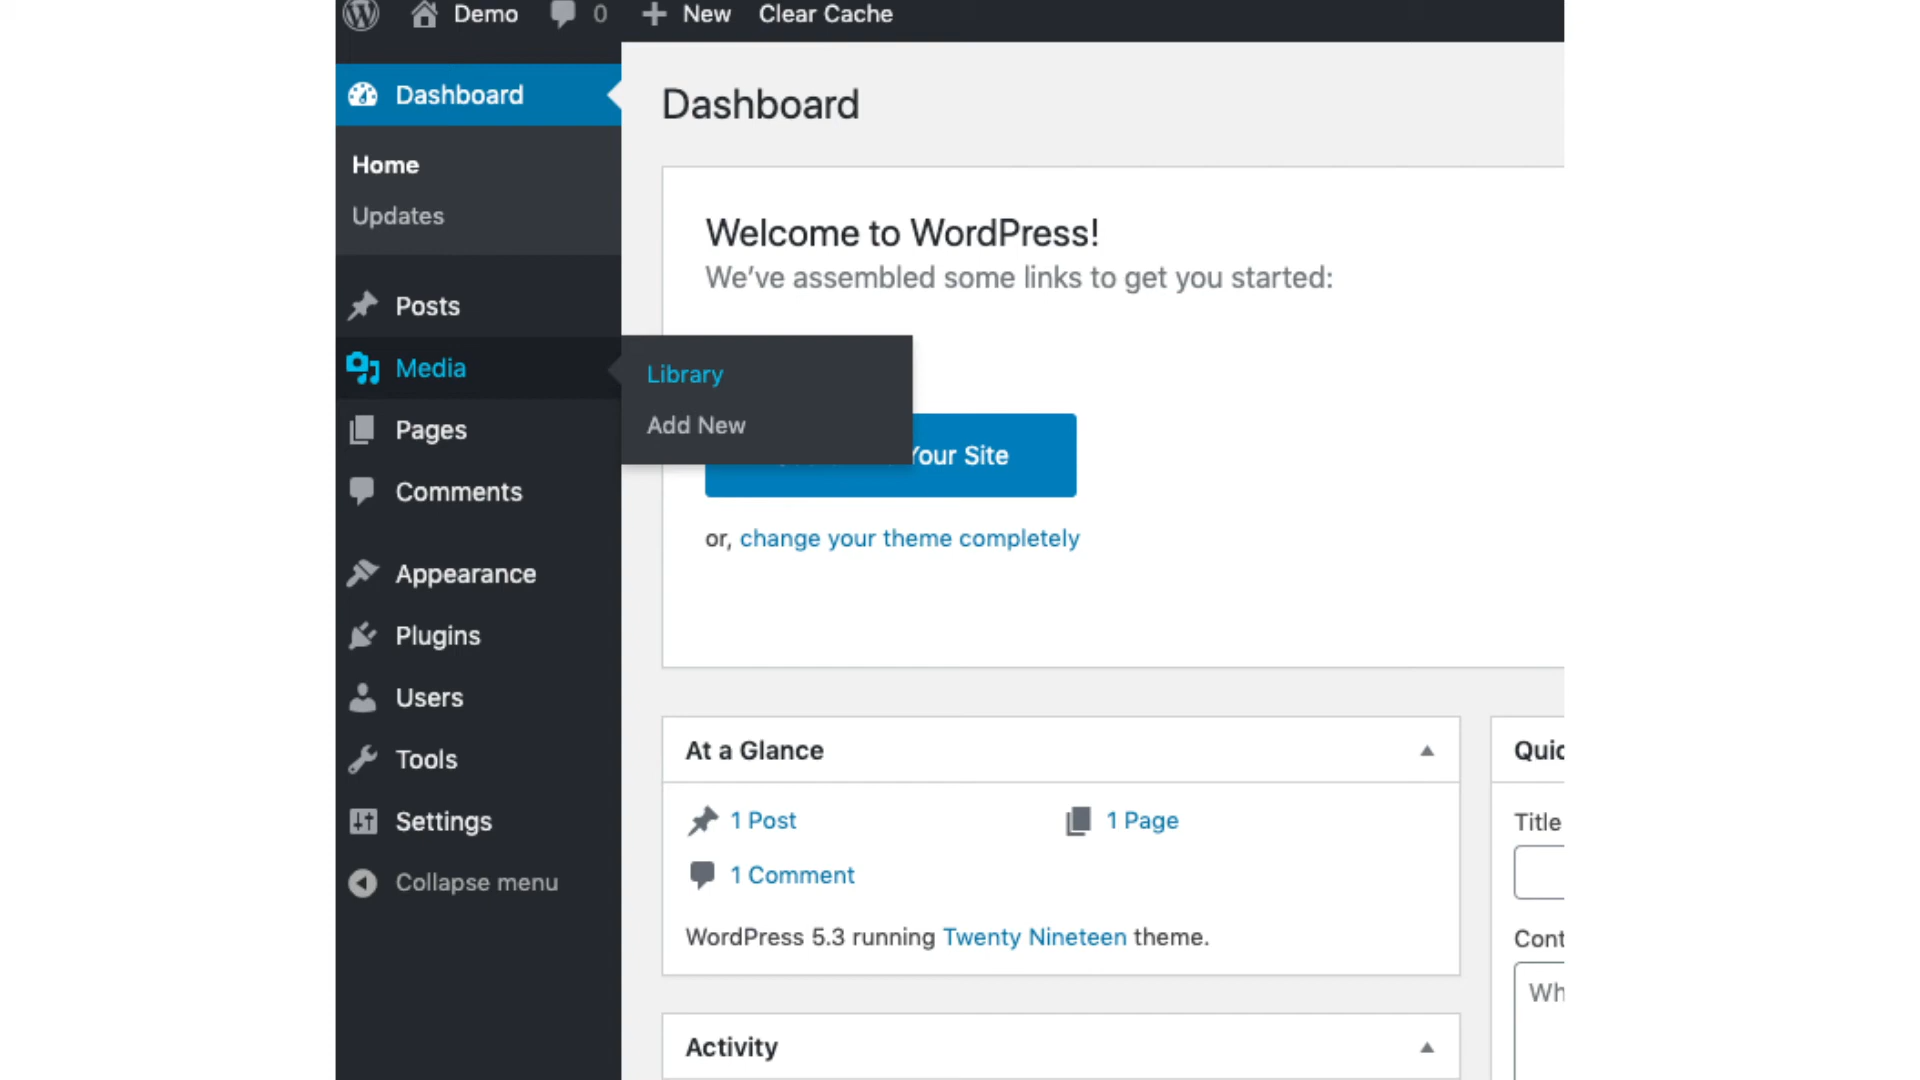 Demo 0 New Clear Cache
Dashboard
Home
Updates
Posts
Media
Pages
Comments
Appearance
Plugins
Users
Tools
Settings
Collapse menu
Library
Add New
Dashboard
Welcome to WordPress!
We've assembled some links to get you started:
Your Site
or, change your theme completely
At a Glance
1 Post 1 Page
1 Comment
WordPress 5.3 running Twenty Nineteen theme.
Activity
Quic
Title
Cont
Wh